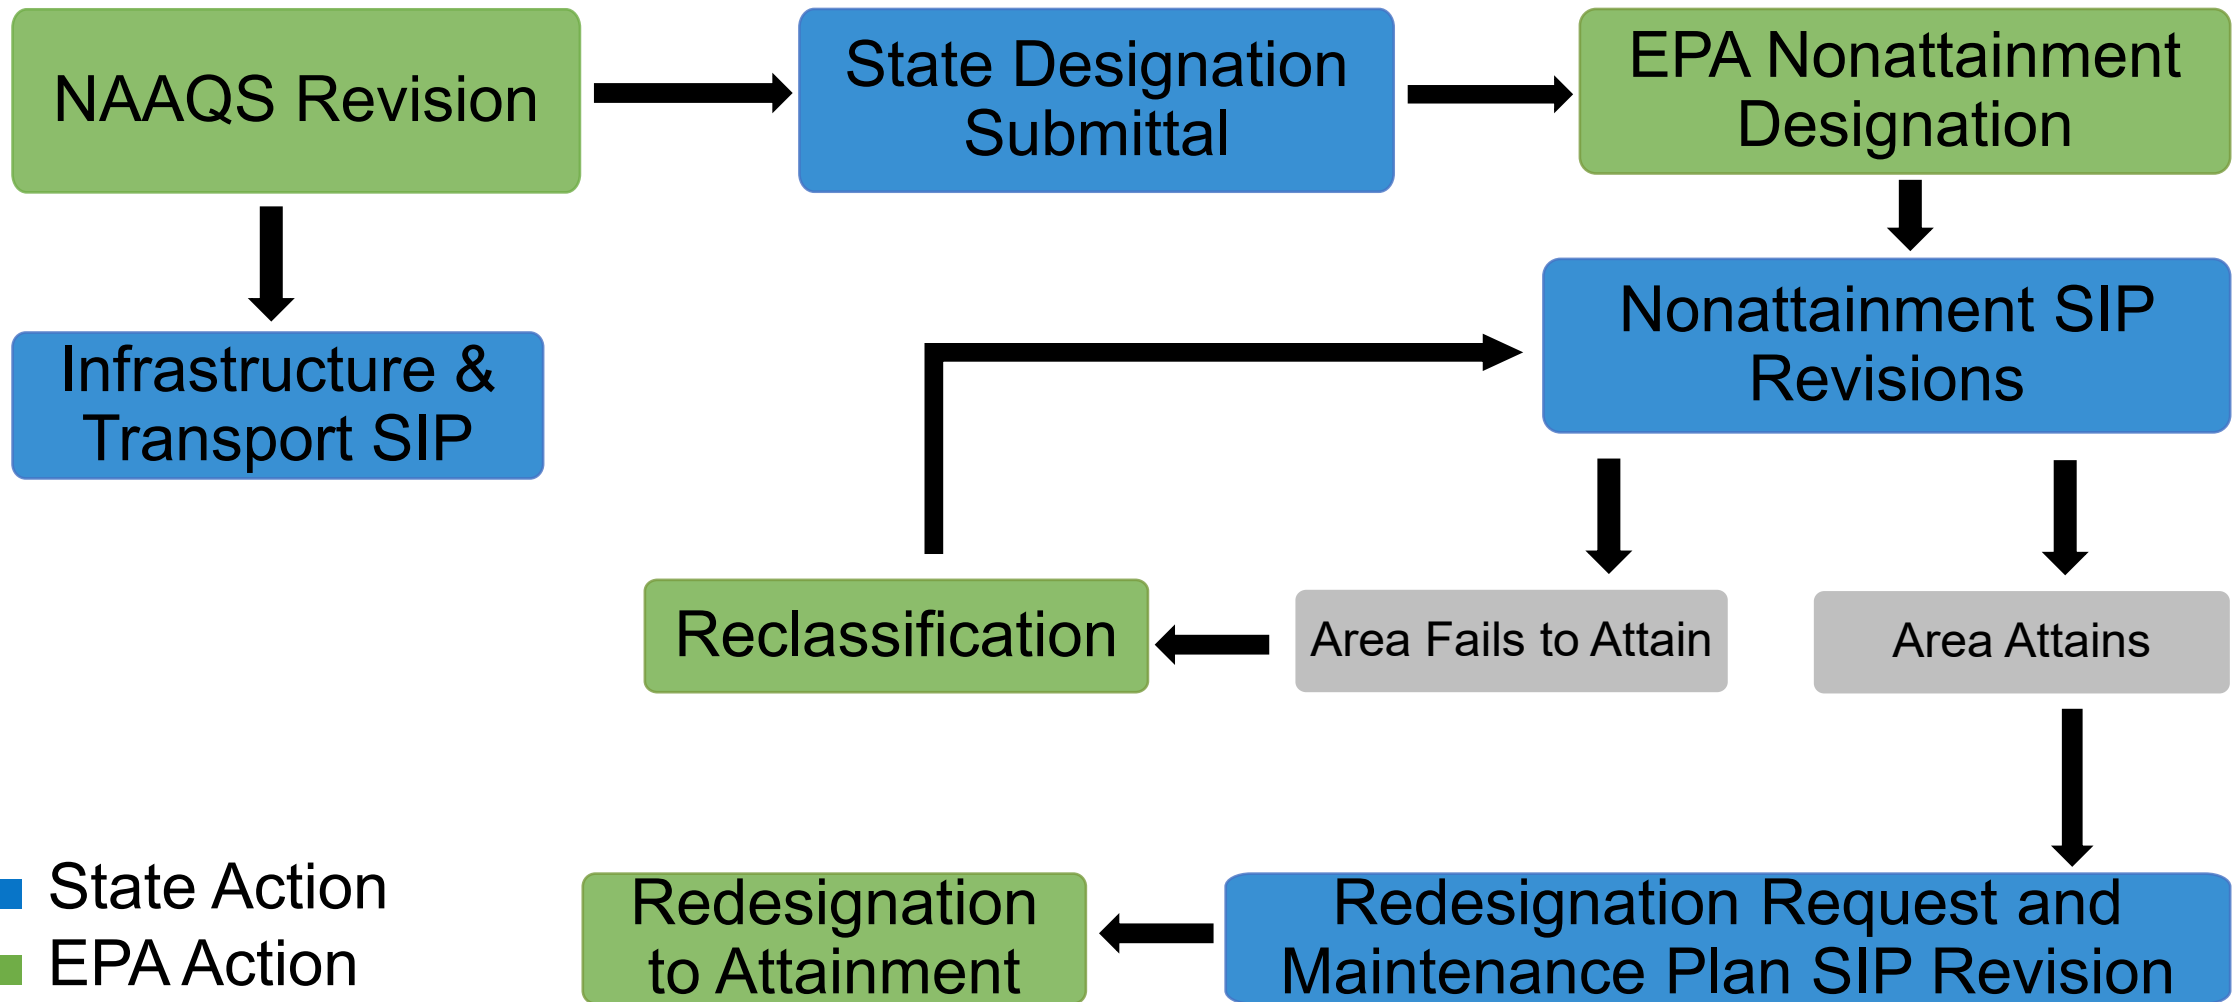 NAAQS Revision
State Designation
Submittal
EPA Nonattainment
Designation
Infrastructure &
Transport SIP
Nonattainment SIP
Revisions
Reclassification
Area Fails to Attain
Area Attains
State Action
EPA Action
Redesignation
to Attainment
Redesignation Request and
Maintenance Plan SIP Revision